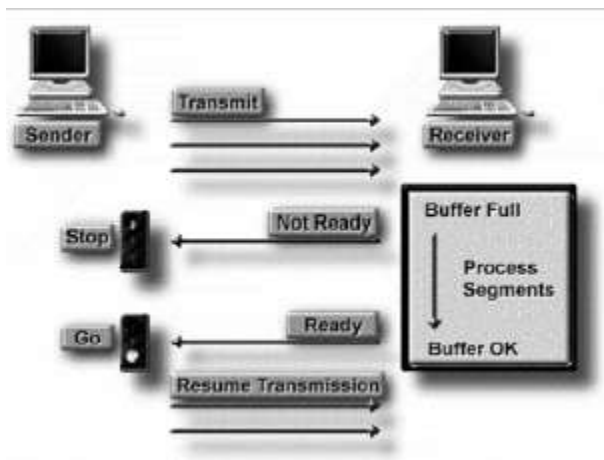 Transmit
Sender
Receiver
Not Ready
Buffer Full
Stop
Process
Segments
Ready
Go
Buffer OK
Resume Transmission